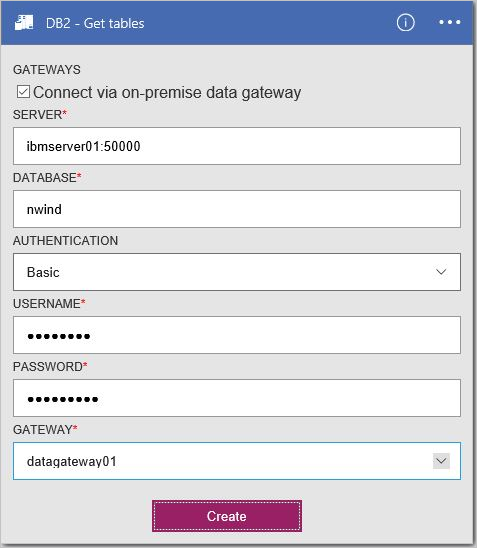 DB2 - Get tables
GATEWAYS
Connect via on-premise data gateway
SERVER*
ibmserver01:50000
DATABASE*
nwind
AUTHENTICATION
Basic
USERNAME*
●●●●●●●●
PASSWORD*
●●●●●●●●●
GATEWAY*
datagateway01
Create